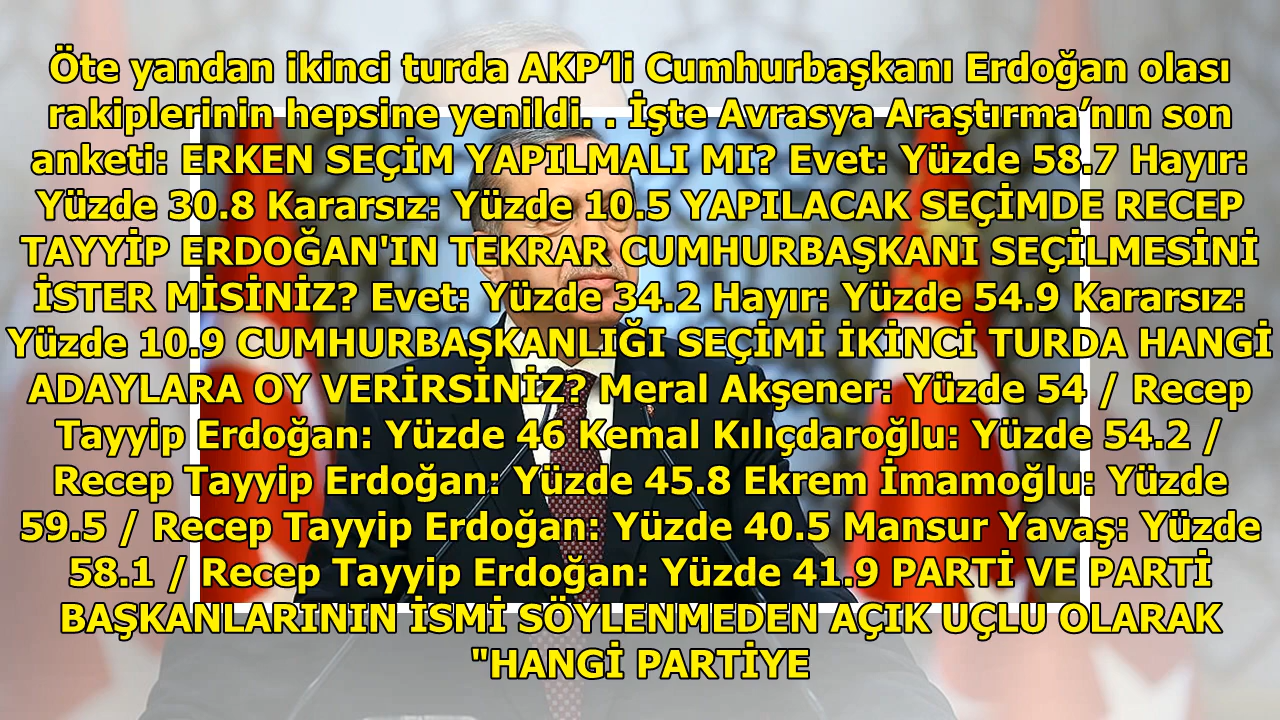 Öte yandan ikinci turda AKP’li Cumhurbaşkanı Erdoğan olası
rakiplerinin hepsine yenildi. . İşte Avrasya Araştırma’nın son
anketi: ERKEN SEÇİM YAPILMALI MI? Evet: Yüzde 58.7 Hayır:
Yüzde 30.8 Kararsız: Yüzde 10.5 YAPILACAK SEÇİMDE RECEP
TAYYİP ERDOĞAN'IN TEKRAR CUMHURBAŞKANI SEÇİLMESİNİ
İSTER MİSİNİZ? Evet: Yüzde 34.2 Hayır: Yüzde 54.9 Kararsız:
Yüzde 10.9 CUMHURBAŞKANLIĞI SEÇİMİ İKİNCİ TURDA HANGİ
ADAYLARA OY VERİRSİNİZ? Meral Akşener: Yüzde 54 / Recep
Tayyip Erdoğan: Yüzde 46 Kemal Kılıçdaroğlu: Yüzde 54.2 /
Recep Tayyip Erdoğan: Yüzde 45.8 Ekrem İmamoğlu: Yüzde
59.5 / Recep Tayyip Erdoğan: Yüzde 40.5 Mansur Yavaş: Yüzde
58.1 / Recep Tayyip Erdoğan: Yüzde 41.9 PARTİ VE PARTİ
BAŞKANLARININ İSMİ SÖYLENMEDEN AÇIK UÇLU OLARAK
"HANGİ PARTİYE